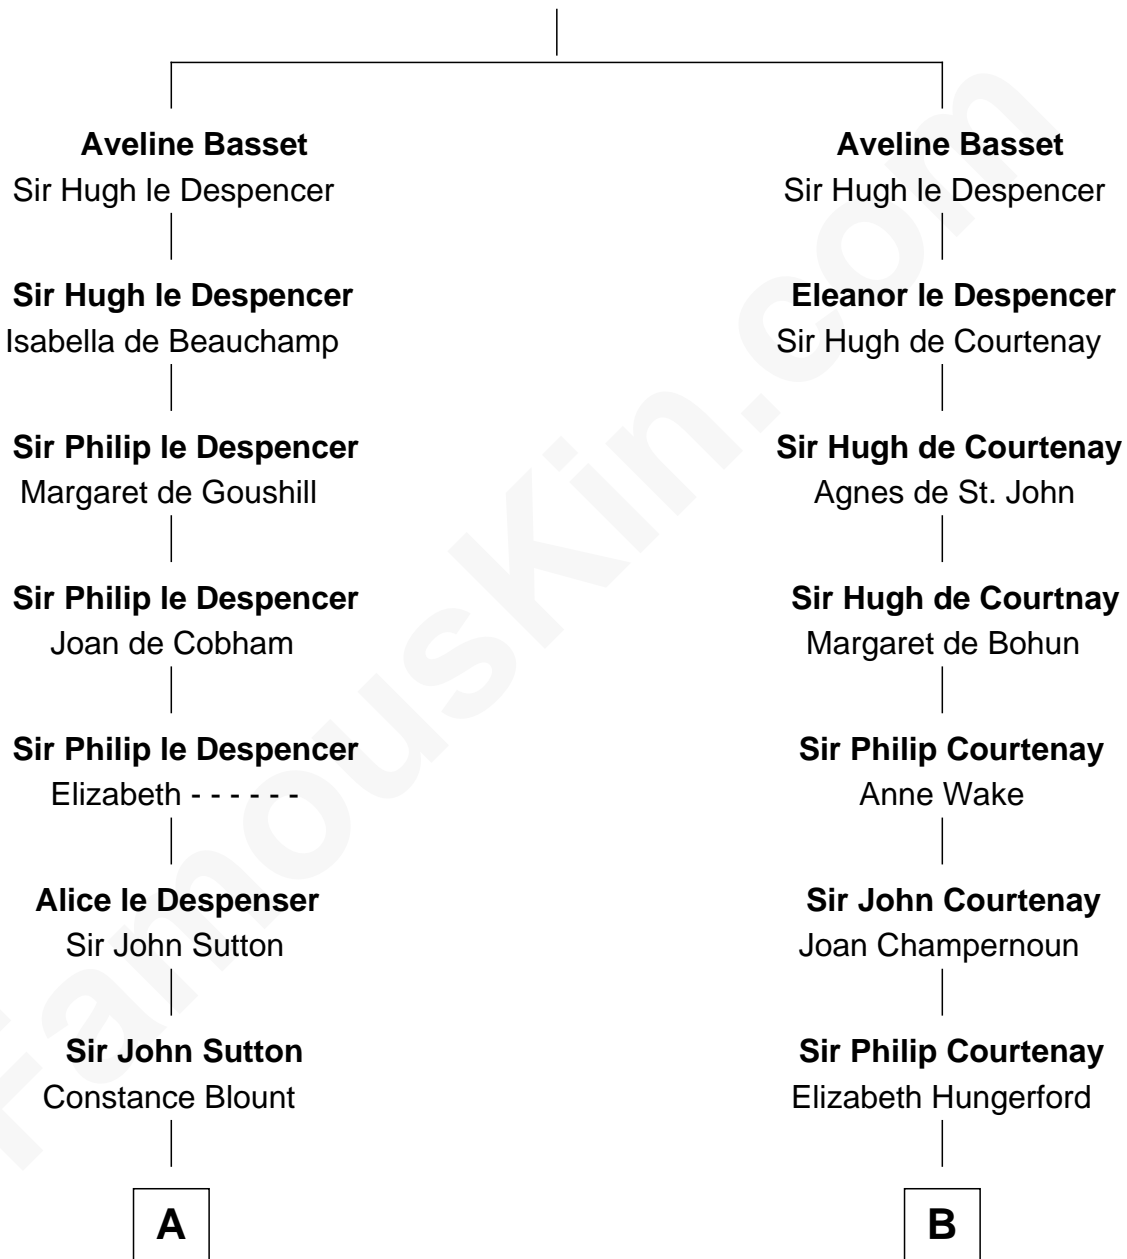 Aveline Basset
Sir Hugh le Despencer
Sir Hugh le Despencer
Isabella de Beauchamp
Sir Philip le Despencer
Margaret de Goushill
Sir Philip le Despencer
Joan de Cobham
Sir Philip le Despencer
Elizabeth - - - - - -
Alice le Despenser
Sir John Sutton
Sir John Sutton
Constance Blount
A
Aveline Basset
Sir Hugh le Despencer
Eleanor le Despencer
Sir Hugh de Courtenay
Sir Hugh de Courtenay
Agnes de St. John
Sir Hugh de Courtnay
Margaret de Bohun
Sir Philip Courtenay
Anne Wake
Sir John Courtenay
Joan Champernoun
Sir Philip Courtenay
Elizabeth Hungerford
B
FamousKin.com